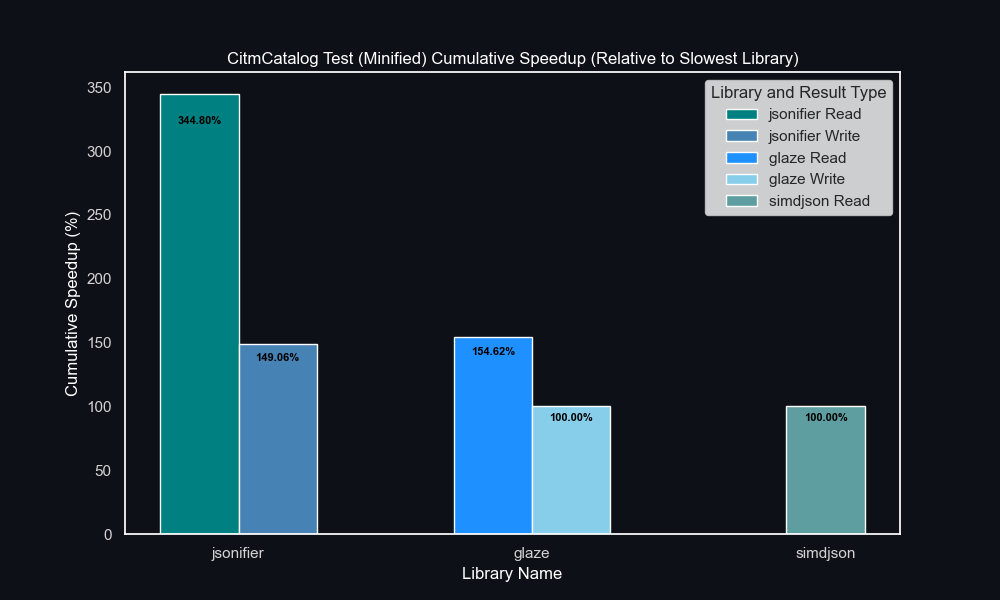 CitmCatalog Test (Minified) Cumulative Speedup (Relative to Slowest Library)
Library and Result Type
jsonifier Read
jsonifier Write
glaze Read
glaze Write
simdjson Read
Cumulative Speedup (%)
350
300
250
200
150
100
50
0
344.80%
149.06%
154.62%
100.00%
100.00%
jsonifier
glaze
simdjson
Library Name